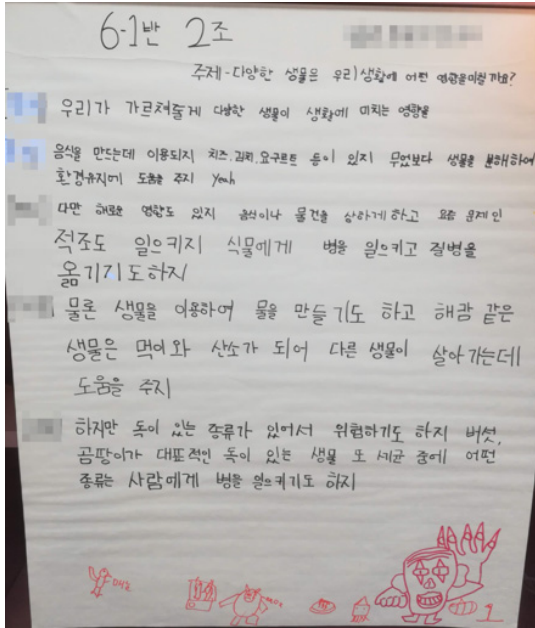 6-1반 2조
주제-다양한 생물은 우리생활에 어떤 영향을미칠까요?
우리가 가르쳐줄게 다양한 생물이 생활에 미치는 영향을
음식을 만드는데 이용되지 치즈.김치.요구르트 등이 있지 무엇보다 생물을 분해하여
환경유지에 도움을 주지 Yeah
다만 해로운 영향도 있지 음식이나 물건을 상하게하고 요즘 문제인
적조도 일으키지 식물에게 병을 일으키고 질병을
옮기기도하지
물론 생물을 이용하여 물을 만들기도 하고 해캄 같은
생물은 먹이와 산소가 되어 다른 생물이 살아가는데
도움을 주지
하지만 독이 있는 종류가 있어서 위험하기도 하지 버섯,
곰팡이가 대표적인 독이 있는 생물 또 세균 중에 어떤
종류는 사람에게 병을 일으키기도 하지
1